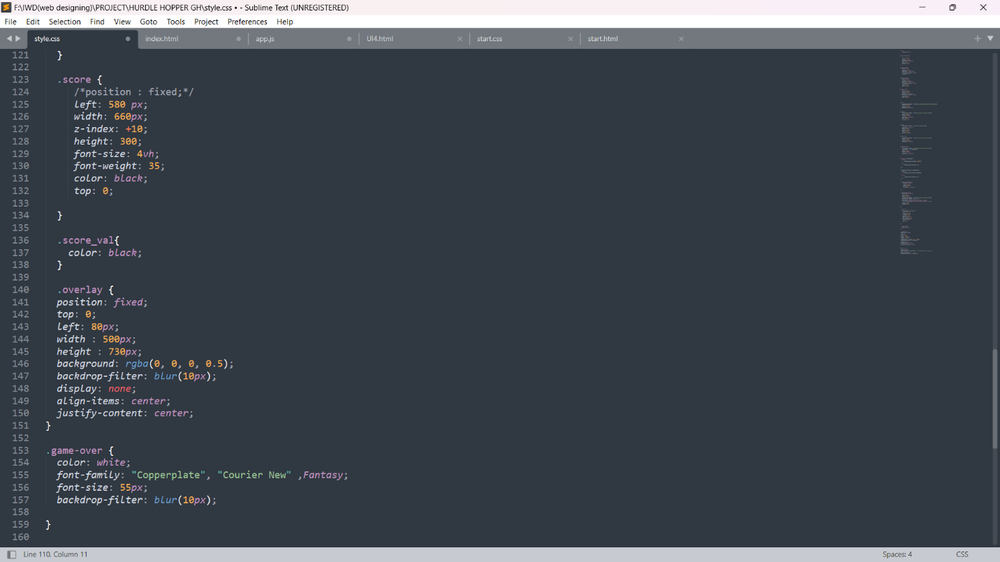 F:\IWD(web designing)\PROJECT\HURDLE HOPPER GH\style.css • - Sublime Text (UNREGISTERED)
File Edit Selection Find View Goto Tools Project Preferences Help
style.css index.html app.js UI4.html start.css start.html
121 }
122
123 .score {
124 /*position : fixed;*/
125 left: 580 px;
126 width: 660px;
127 z-index: +10;
128 height: 300;
129 font-size: 4vh;
130 font-weight: 35;
131 color: black;
132 top: 0;
133
134 }
135
136 .score_val{
137 color: black;
138 }
139
140 .overlay {
141 position: fixed;
142 top: 0;
143 left: 80px;
144 width : 500px;
145 height : 730px;
146 background: rgba(0, 0, 0, 0.5);
147 backdrop-filter: blur(10px);
148 display: none;
149 align-items: center;
150 justify-content: center;
151 }
152
153 .game-over {
154 color: white;
155 font-family: "Copperplate", "Courier New" ,Fantasy;
156 font-size: 55px;
157 backdrop-filter: blur(10px);
158
159 }
160
Line 110, Column 11 Spaces: 4 CSS